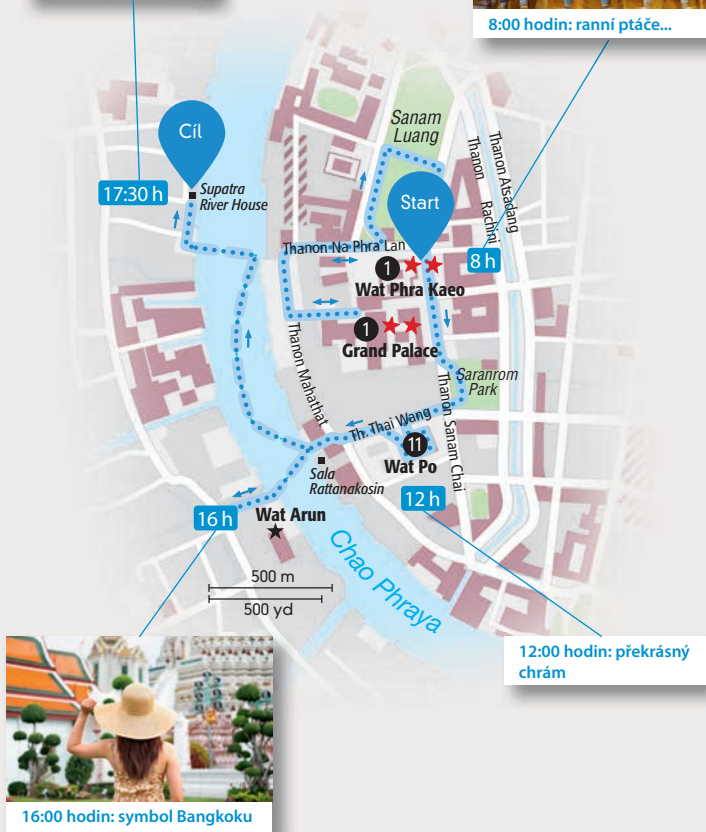 8:00 hodin: ranní ptáče...
Sanam
Luang
Cíl
Thanon Atsadang
Thanon Rachini
17:30 h
Supatra
River House
Start
Thanon Na Phra Lan
8 h
1
Wat Phra Kaeo
1
Grand Palace
Thanon Mahathat
Saranrom
Park
Thanon Sanam Chai
Th. Thai Wang
11
Wat Po
Sala
Rattanakosin
12 h
16 h
Wat Arun
Chao Phraya
500 m
500 yd
12:00 hodin: překrásný
chrám
16:00 hodin: symbol Bangkoku